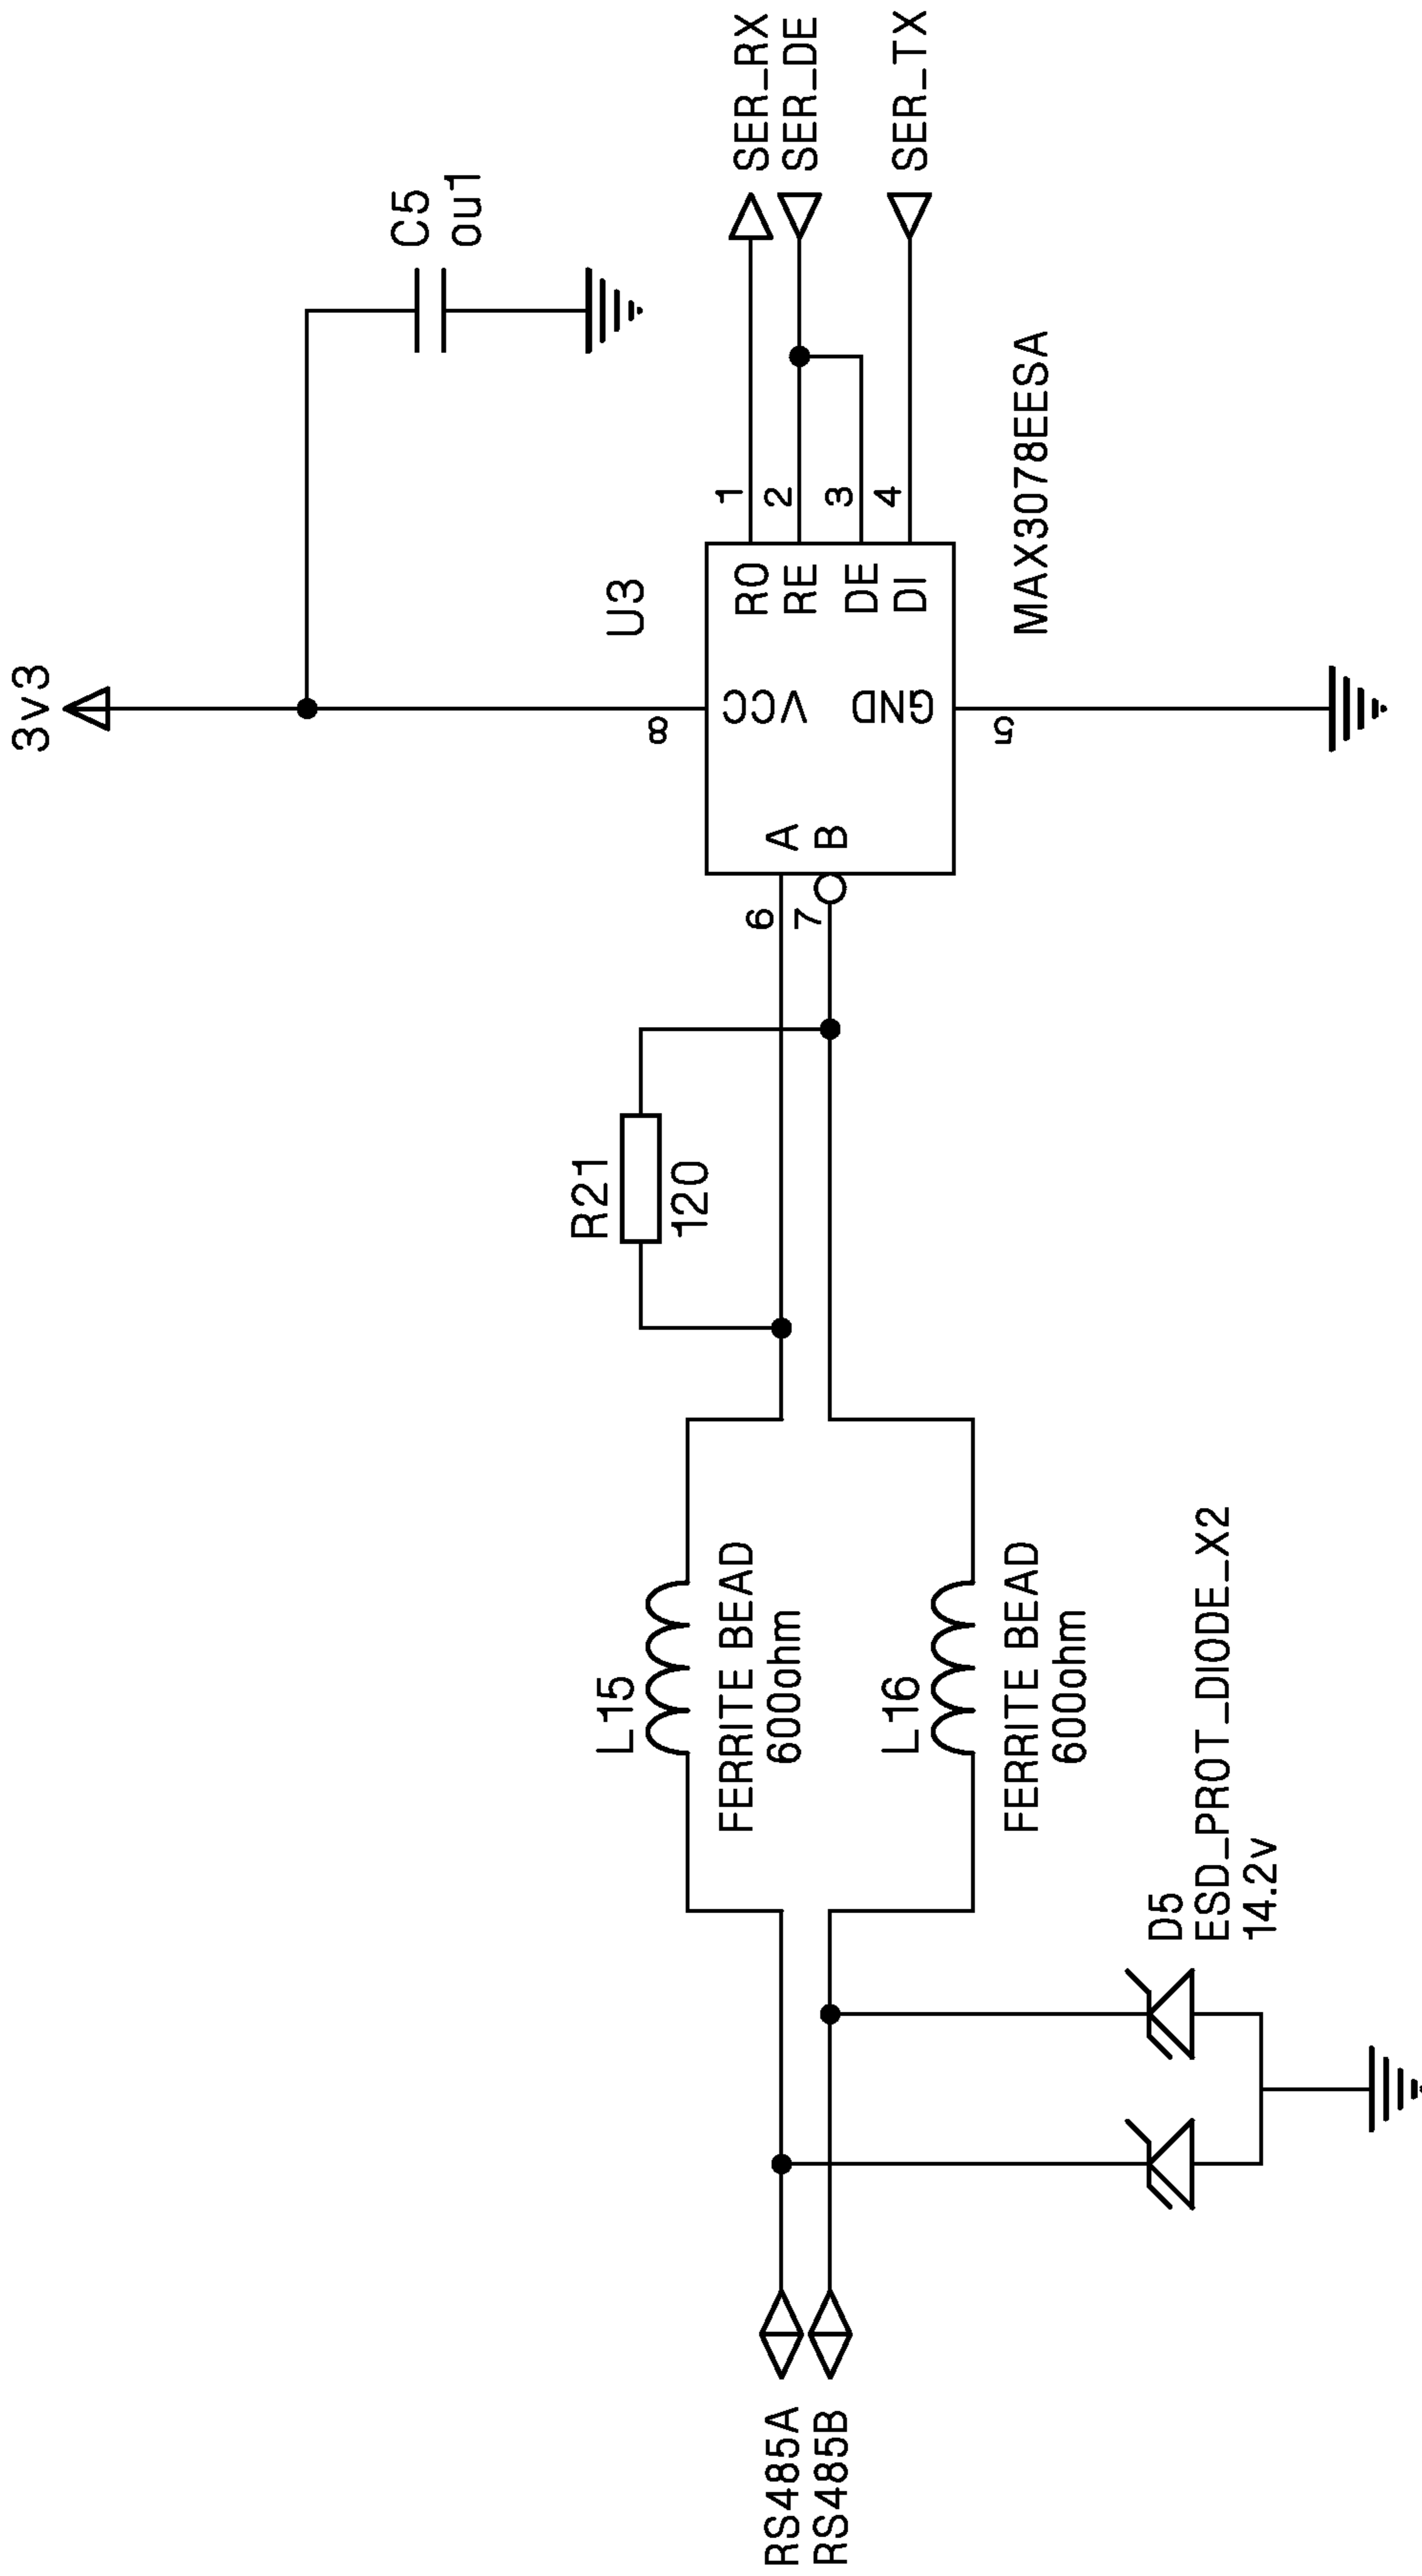 3v3
C5
ou1
SER_RX
SER_DE
SER_TX
U3
8
VCC
1
2
3
4
RO
RE
DE
DI
A
B
GND
6
7
5
MAX3078EESA
R21
120
L15
FERRITE BEAD
600ohm
L16
FERRITE BEAD
600ohm
D5
ESD_PROT_DIODE_X2
14.2v
RS485A
RS485B